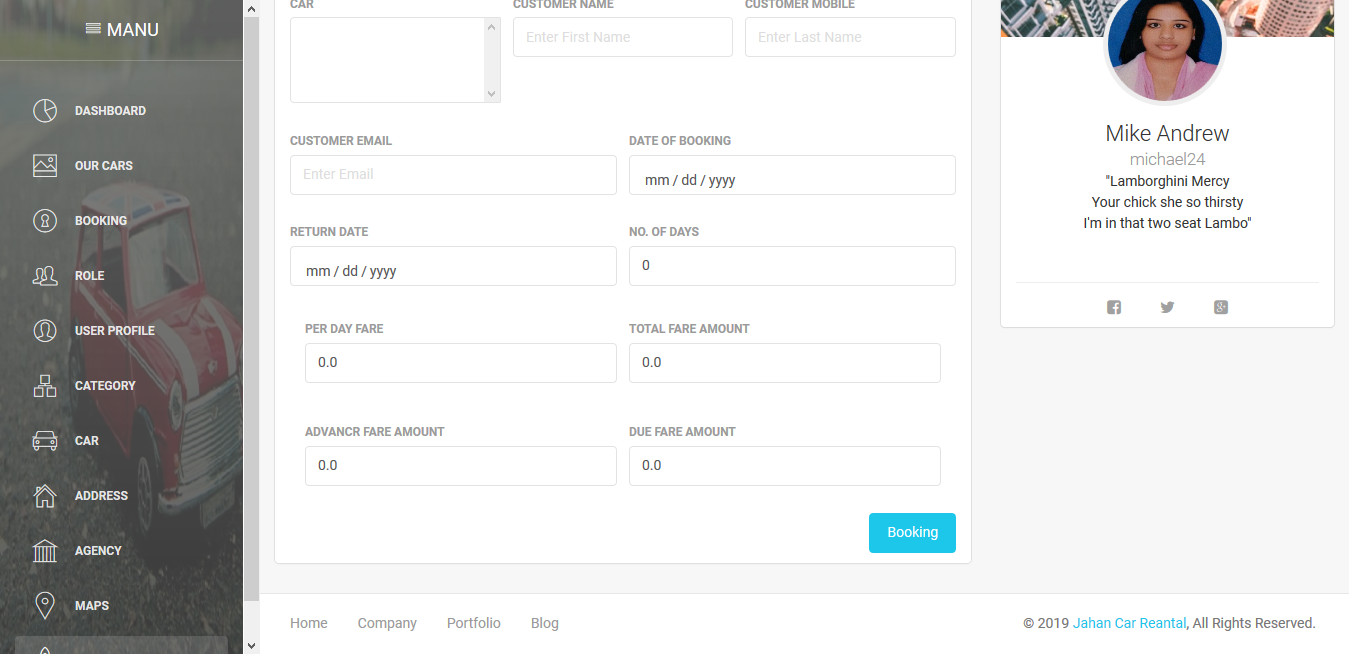 MANU
DASHBOARD
OUR CARS
BOOKING
ROLE
USER PROFILE
CATEGORY
CAR
ADDRESS
AGENCY
MAPS
CAR
CUSTOMER NAME
CUSTOMER MOBILE
Enter First Name
Enter Last Name
CUSTOMER EMAIL
DATE OF BOOKING
Enter Email
mm / dd / yyyy
RETURN DATE
NO. OF DAYS
mm / dd / yyyy
0
PER DAY FARE
TOTAL FARE AMOUNT
0.0
0.0
ADVANCR FARE AMOUNT
DUE FARE AMOUNT
0.0
0.0
Booking
Mike Andrew
michael24
"Lamborghini Mercy
Your chick she so thirsty
I'm in that two seat Lambo"
Home
Company
Portfolio
Blog
© 2019 Jahan Car Reantal, All Rights Reserved.